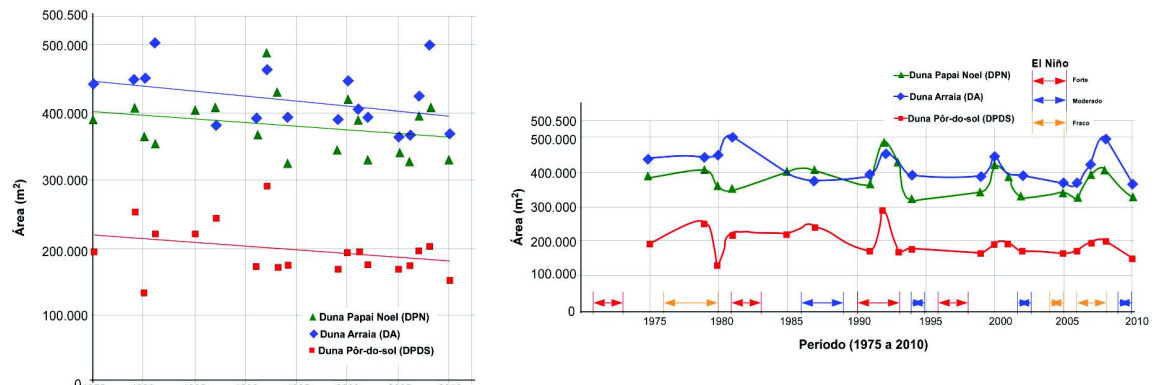 500.500
500.000
400.000
300.000
200.000
100.000
0
Área (m²)
Duna Papai Noel (DPN)
Duna Arraia (DA)
Duna Pôr-do-sol (DPDS)
Duna Papai Noel (DPN)
Duna Arraia (DA)
Duna Pôr-do-sol (DPDS)
El Niño
Forte
Moderado
Fraco
500.500
500.000
400.000
300.000
200.000
100.000
0
Área (m²)
1975 1980 1985 1990 1995 2000 2005 2010
Período (1975 a 2010)